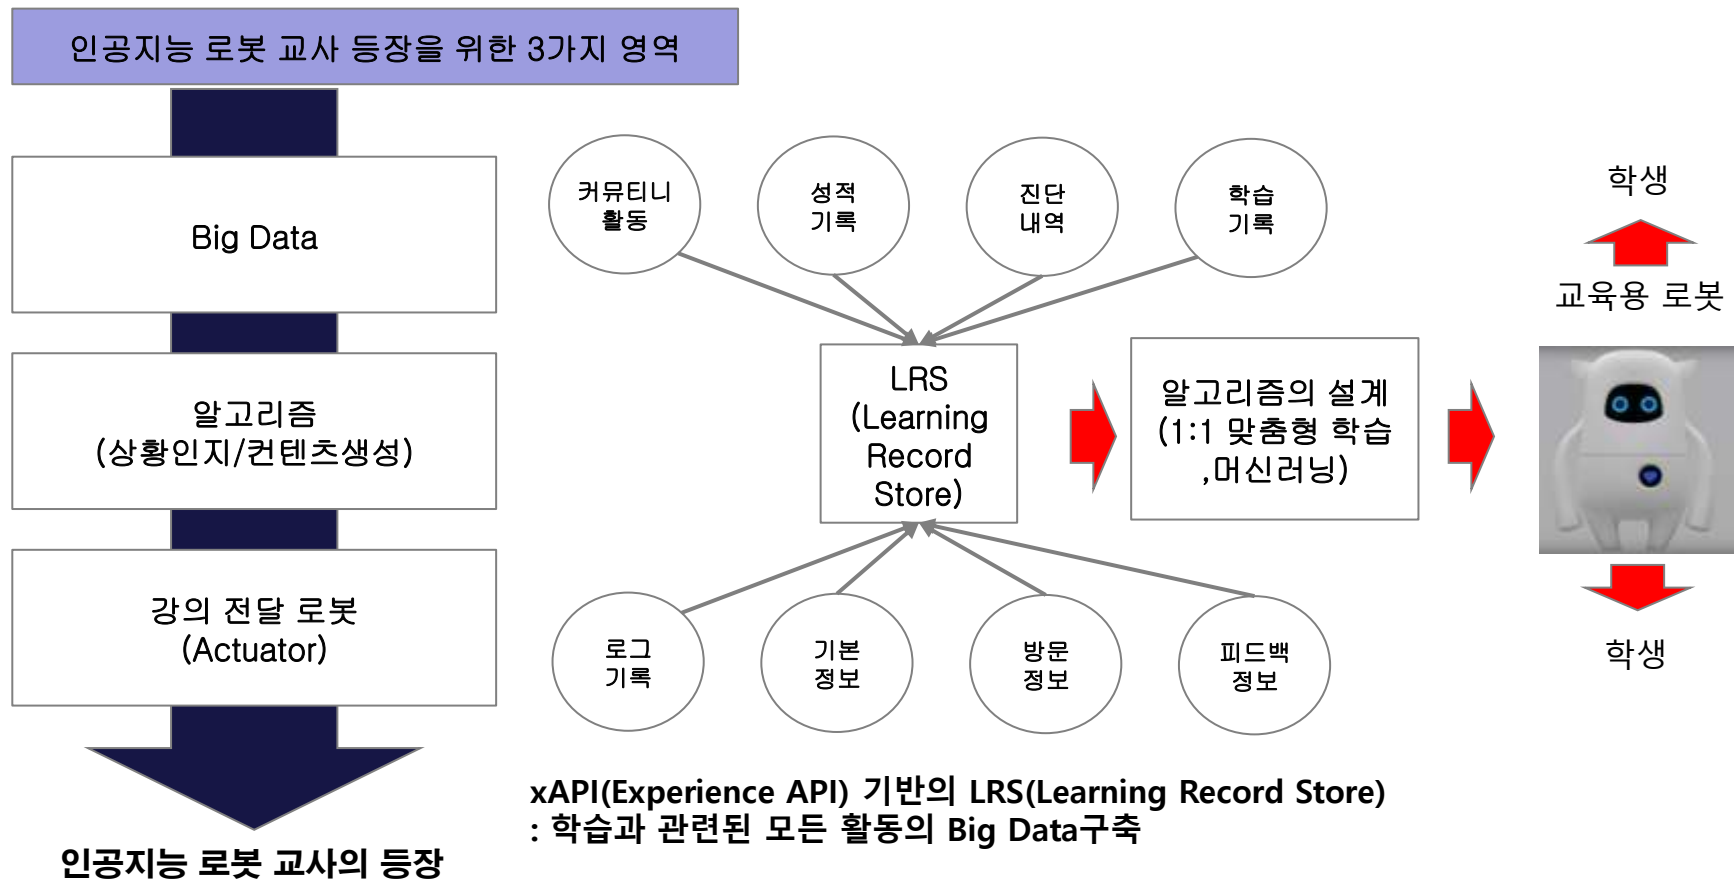 인공지능 로봇 교사 등장을 위한 3가지 영역
Big Data
알고리즘
(상황인지/컨텐츠생성)
강의 전달 로봇
(Actuator)
인공지능 로봇 교사의 등장
커뮤티니
활동
성적
기록
진단
내역
학습
기록
LRS
(Learning
Record
Store)
알고리즘의 설계
(1:1 맞춤형 학습
,머신러닝)
로그
기록
기본
정보
방문
정보
피드백
정보
학생
교육용 로봇
학생
xAPI(Experience API) 기반의 LRS(Learning Record Store)
: 학습과 관련된 모든 활동의 Big Data구축